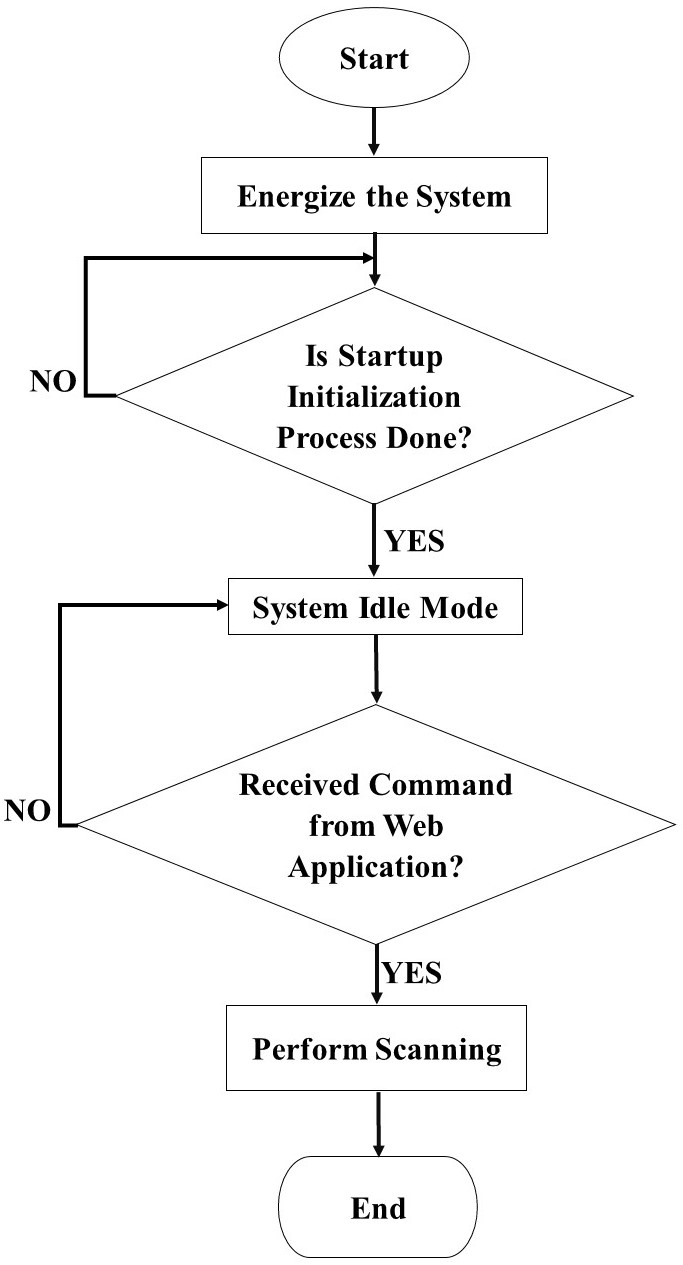 Start
Energize the System
Is Startup
Initialization
Process Done?
NO
YES
System Idle Mode
Received Command
from Web
Application?
NO
YES
Perform Scanning
End